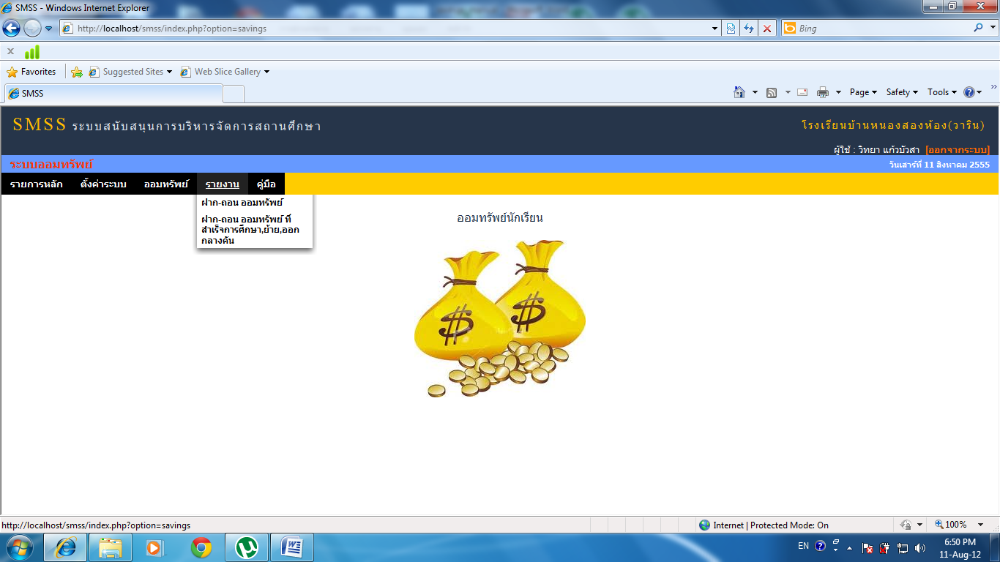 SMSS - Windows Internet Explorer
http://localhost/smss/index.php?option=savings
Bing
Favorites
Suggested Sites
Web Slice Gallery
SMSS
Page
Safety
Tools
SMSS ระบบสนับสนุนการบริหารจัดการสถานศึกษา
โรงเรียนบ้านหนองสองห้อง(วาริน)
ผู้ใช้ : วิทยา แก้วบัวสา [ออกจากระบบ]
ระบบออมทรัพย์
วันเสาร์ที่ 11 สิงหาคม 2555
รายการหลัก ตั้งค่าระบบ ออมทรัพย์ รายงาน คู่มือ
ฝาก-ถอน ออมทรัพย์
ฝาก-ถอน ออมทรัพย์ ที่
สำเร็จการศึกษา,ย้าย,ออก
กลางคัน
ออมทรัพย์นักเรียน
$
$
http://localhost/smss/index.php?option=savings
Internet | Protected Mode: On
100%
EN
6:50 PM
11-Aug-12